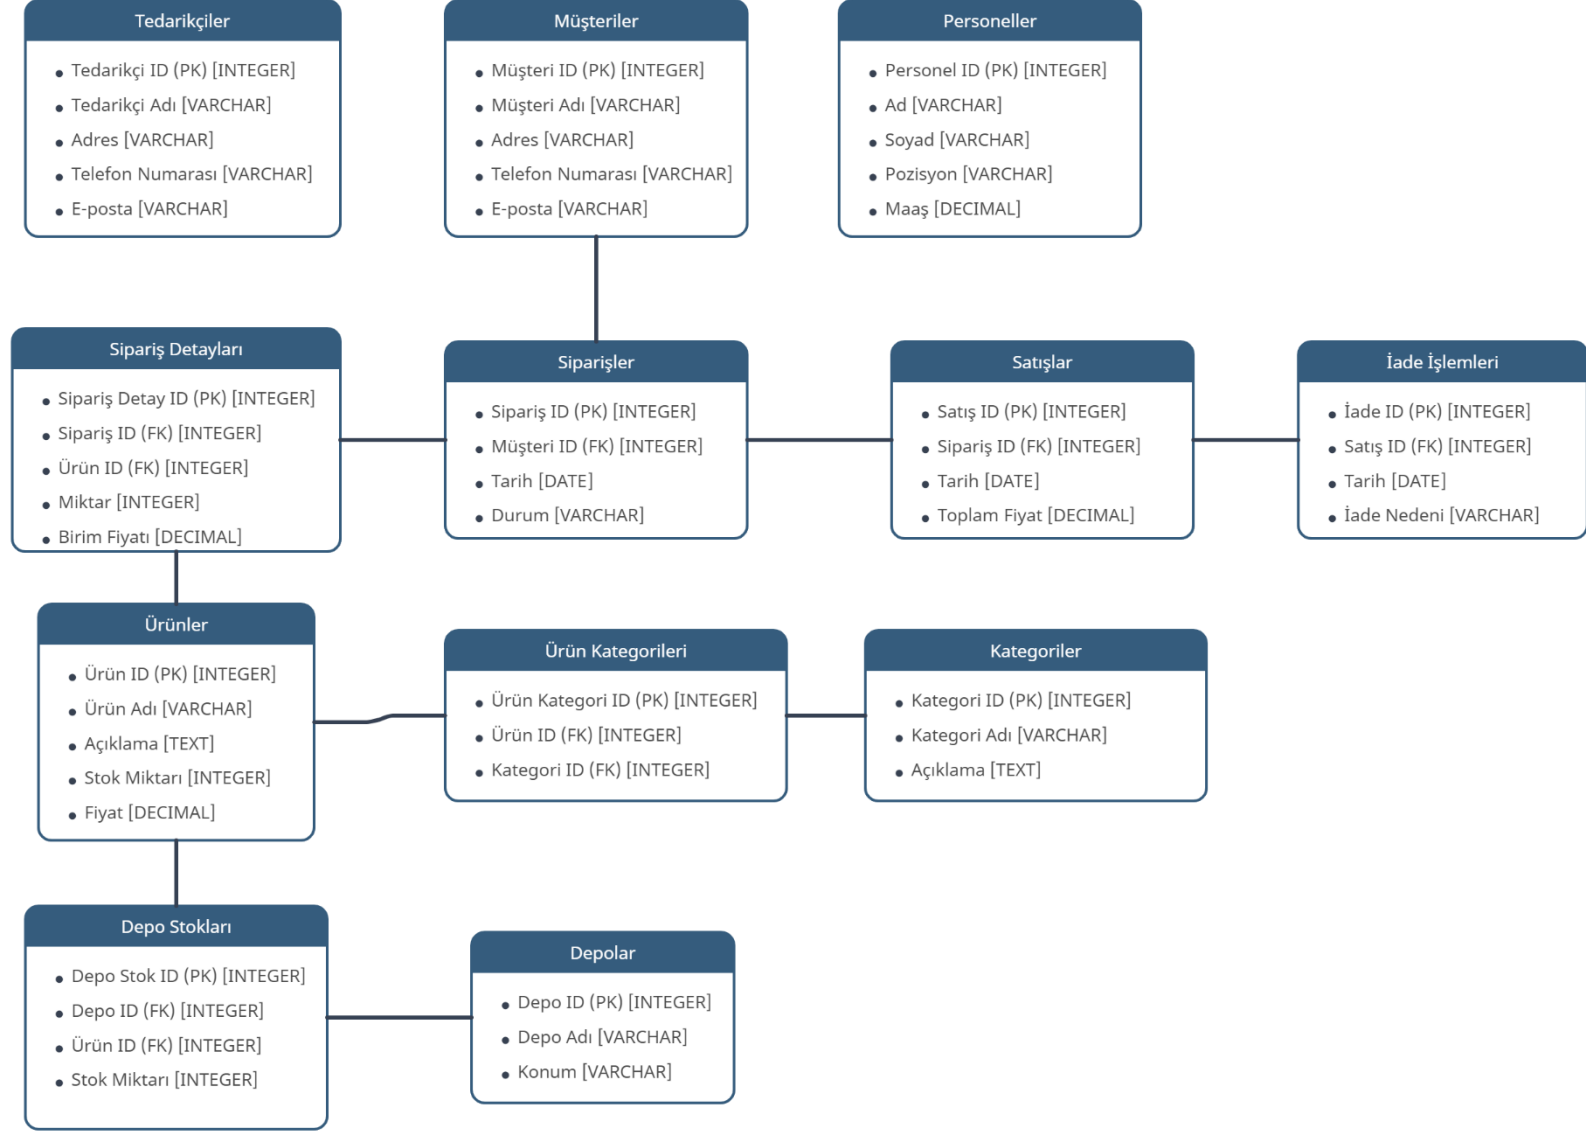 Tedarikçiler
Tedarikçi ID (PK) [INTEGER]
Tedarikçi Adı [VARCHAR]
Adres [VARCHAR]
Telefon Numarası [VARCHAR]
E-posta [VARCHAR]
Müşteriler
Müşteri ID (PK) [INTEGER]
Müşteri Adı [VARCHAR]
Adres [VARCHAR]
Telefon Numarası [VARCHAR]
E-posta [VARCHAR]
Personeller
Personel ID (PK) [INTEGER]
Ad [VARCHAR]
Soyad [VARCHAR]
Pozisyon [VARCHAR]
Maaş [DECIMAL]
Sipariş Detayları
Sipariş Detay ID (PK) [INTEGER]
Sipariş ID (FK) [INTEGER]
Ürün ID (FK) [INTEGER]
Miktar [INTEGER]
Birim Fiyatı [DECIMAL]
Siparişler
Sipariş ID (PK) [INTEGER]
Müşteri ID (FK) [INTEGER]
Tarih [DATE]
Durum [VARCHAR]
Satışlar
Satış ID (PK) [INTEGER]
Sipariş ID (FK) [INTEGER]
Tarih [DATE]
Toplam Fiyat [DECIMAL]
İade İşlemleri
İade ID (PK) [INTEGER]
Satış ID (FK) [INTEGER]
Tarih [DATE]
İade Nedeni [VARCHAR]
Ürünler
Ürün ID (PK) [INTEGER]
Ürün Adı [VARCHAR]
Açıklama [TEXT]
Stok Miktarı [INTEGER]
Fiyat [DECIMAL]
Ürün Kategorileri
Ürün Kategori ID (PK) [INTEGER]
Ürün ID (FK) [INTEGER]
Kategori ID (FK) [INTEGER]
Kategoriler
Kategori ID (PK) [INTEGER]
Kategori Adı [VARCHAR]
Açıklama [TEXT]
Depo Stokları
Depo Stok ID (PK) [INTEGER]
Depo ID (FK) [INTEGER]
Ürün ID (FK) [INTEGER]
Stok Miktarı [INTEGER]
Depolar
Depo ID (PK) [INTEGER]
Depo Adı [VARCHAR]
Konum [VARCHAR]